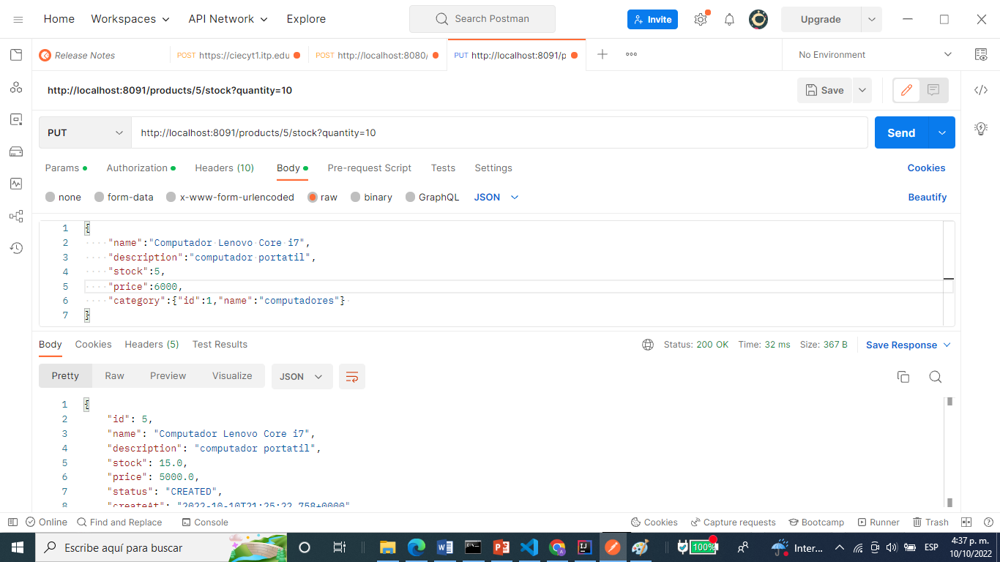 Home Workspaces API Network Explore Search Postman Invite Upgrade
Release Notes POST https://ciecyt1.itp.edu POST http://localhost:8080/ PUT http://localhost:8091/p No Environment
http://localhost:8091/products/5/stock?quantity=10 Save
PUT http://localhost:8091/products/5/stock?quantity=10 Send
Params Authorization Headers (10) Body Pre-request Script Tests Settings Cookies
none form-data x-www-form-urlencoded raw binary GraphQL JSON Beautify
1 {
2 "name":"Computador Lenovo Core i7",
3 "description":"computador portatil",
4 "stock":5,
5 "price":6000,
6 "category":{"id":1,"name":"computadores"}
7 }
Body Cookies Headers (5) Test Results Status: 200 OK Time: 32 ms Size: 367 B Save Response
Pretty Raw Preview Visualize JSON
1 {
2 "id": 5,
3 "name": "Computador Lenovo Core i7",
4 "description": "computador portatil",
5 "stock": 15.0,
6 "price": 5000.0,
7 "status": "CREATED",
8 "createAt": "2022-10-10T21:25:22.758+0000"
Online Find and Replace Console Cookies Capture requests Bootcamp Runner Trash
Escribe aquí para buscar 100% Inter... ESP 4:37 p. m.
10/10/2022